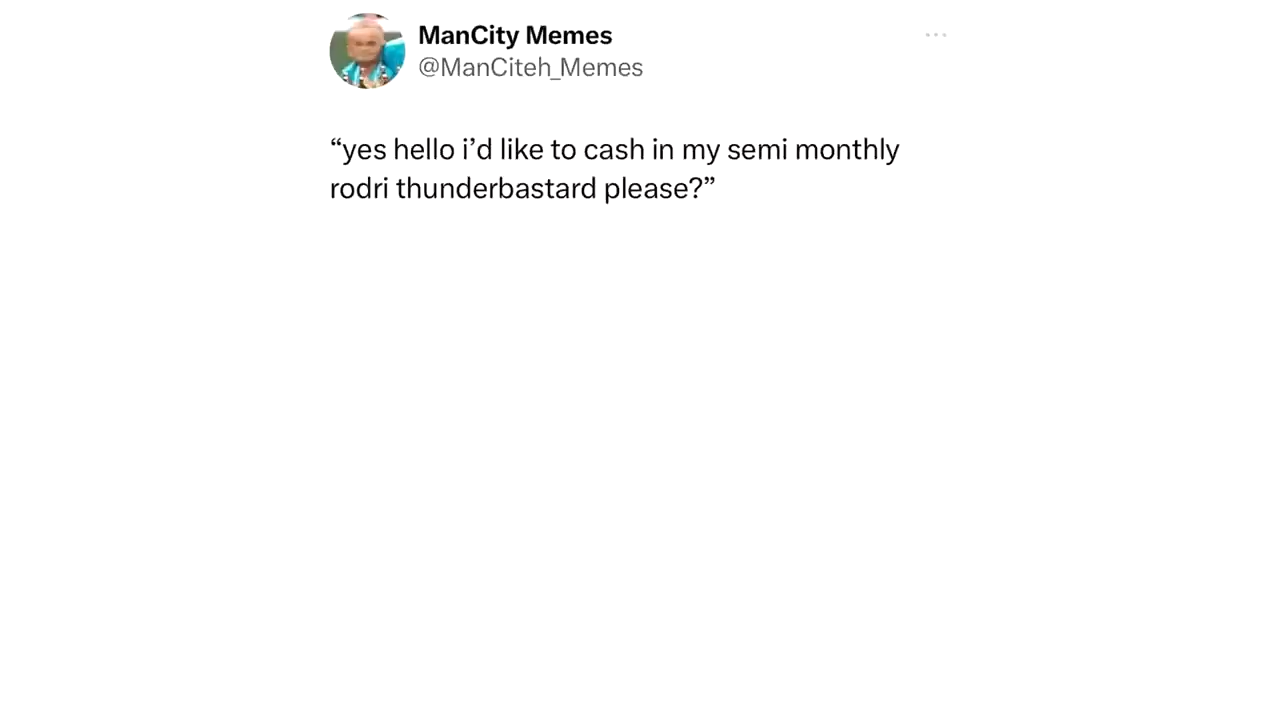 ManCity Memes
@ManCiteh_Memes
“yes hello i’d like to cash in my semi monthly
rodri thunderbastard please?”